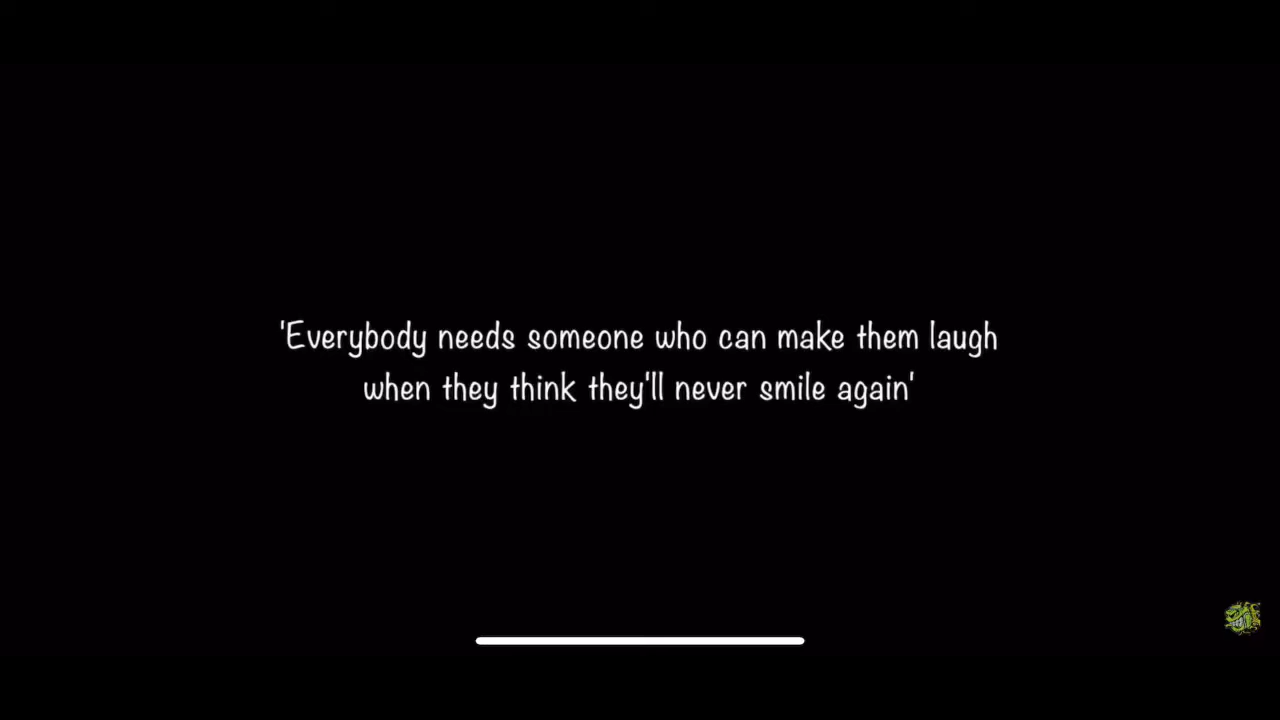 'Everybody needs someone who can make them laugh
when they think they'll never smile again'